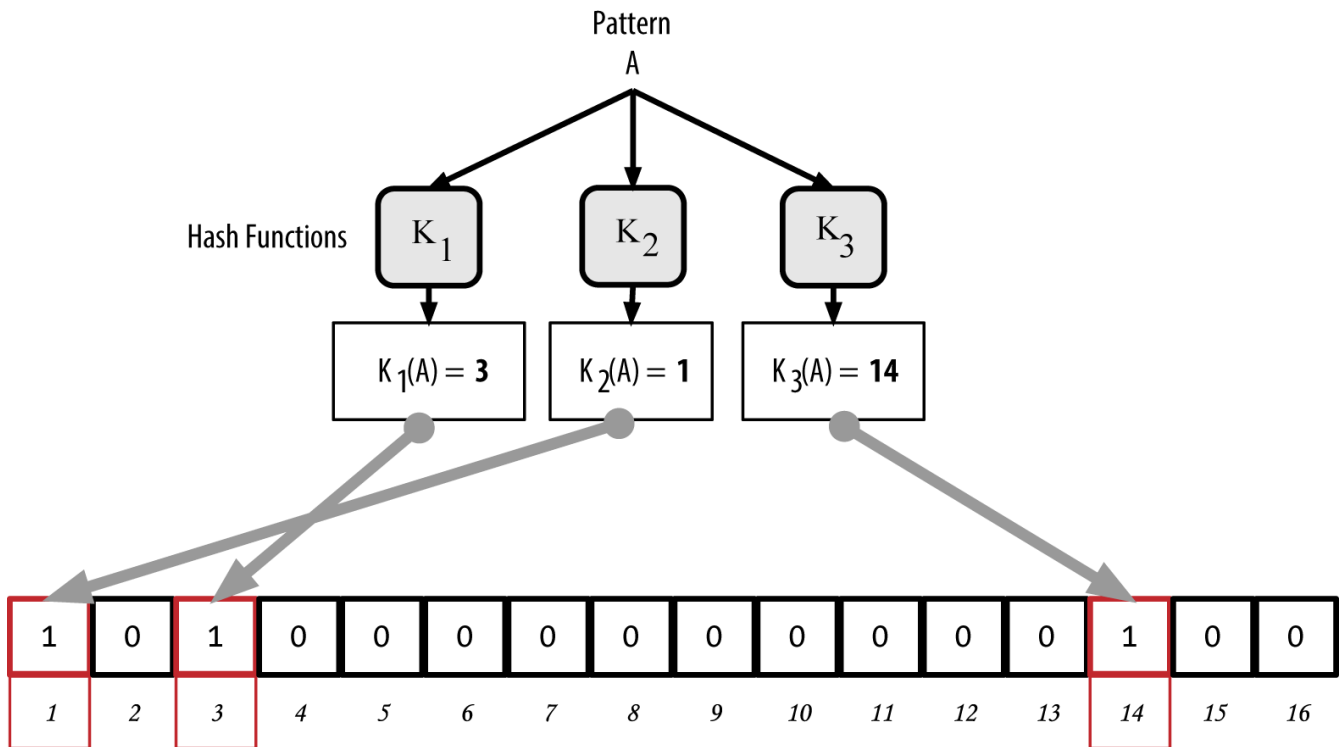 Pattern
A
Hash Functions
K1
K2
K3
K1(A) = 3
K2(A) = 1
K3(A) = 14
1 0 1 0 0 0 0 0 0 0 0 0 0 1 0 0
1 2 3 4 5 6 7 8 9 10 11 12 13 14 15 16